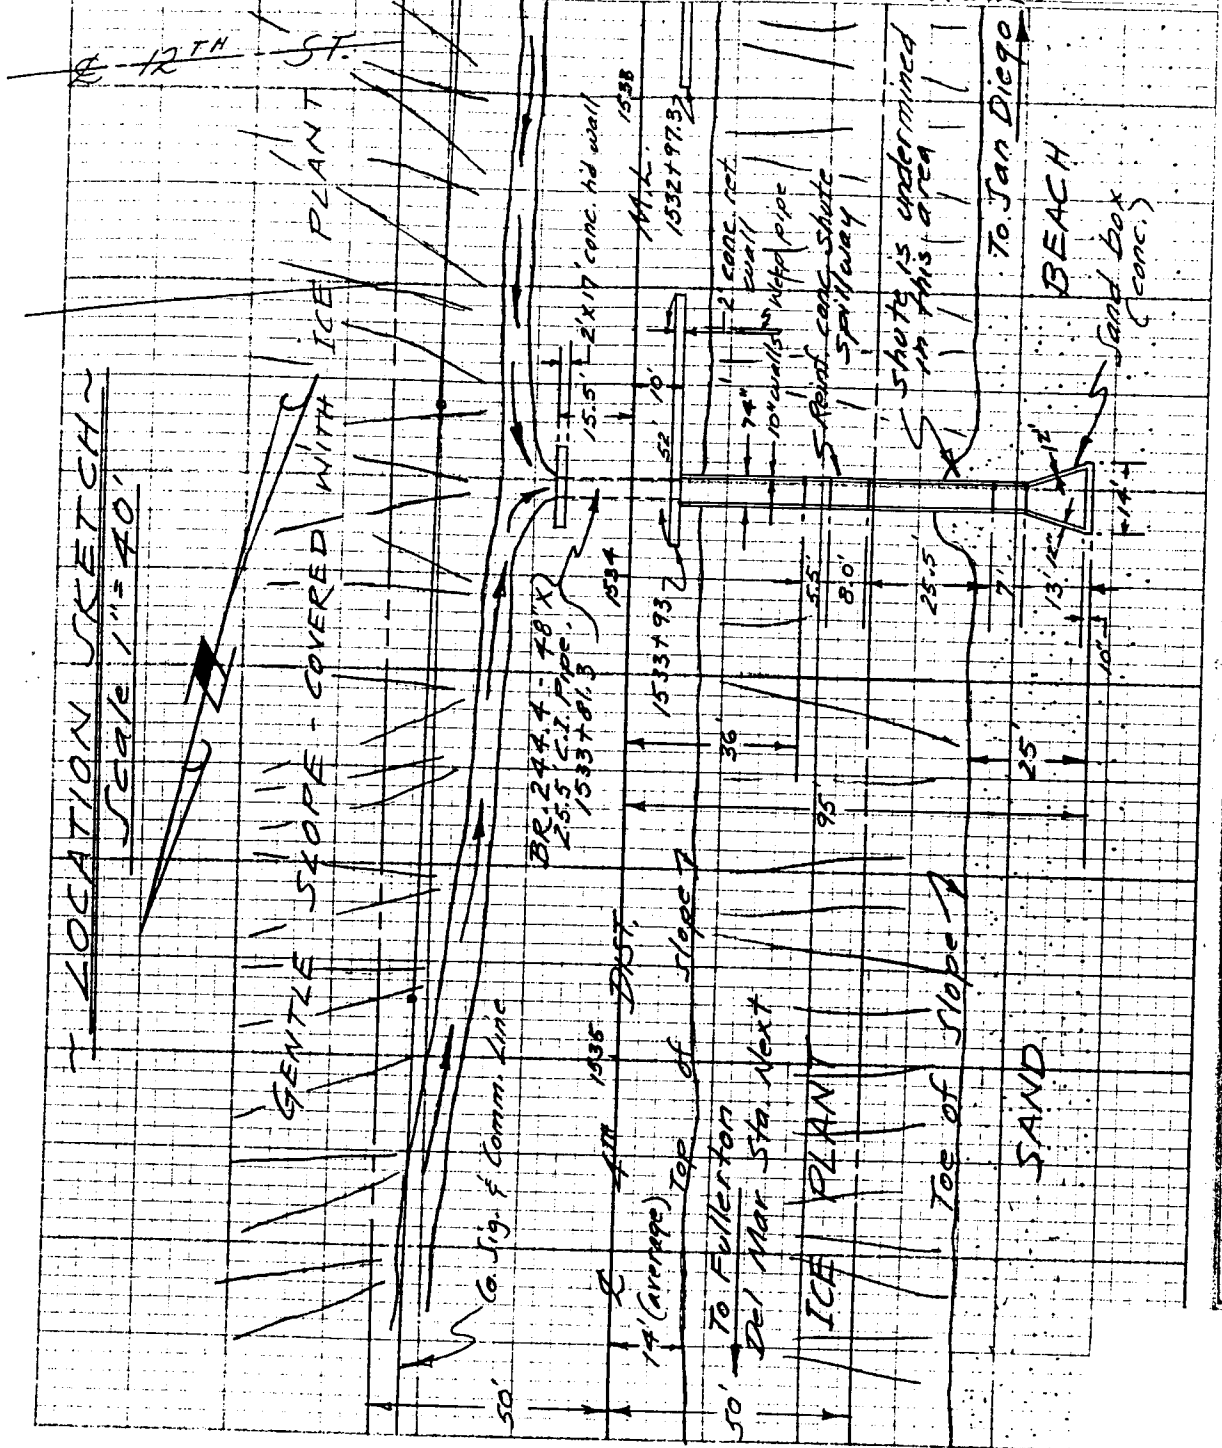 ~ LOCATION SKETCH ~
Scale 1" = 40'
℄ 12TH ST.
GENTLE SLOPE - COVERED WITH ICE PLANT
Co. Sig. & Comm. Line
BR. 244.4 - 48" X
25.5' C.I. Pipe.
1533+81.3
2' x 17' conc. hd wall
15.5'
1535
1534
1533
℄ 4TH DIST.
M.L.
1533+93
1532+97.3
52'
10'
2' conc. ret.
wall
14' (average)
Top of Slope
74"
10" walls
Weep pipe
Reinf. conc. shute
spillway
Shute is undermined
in this area
To Fullerton
Del Mar Sta. Next
To San Diego
50'
50'
36'
95'
25'
5.5'
8.0'
25.5'
7'
13'
12"
12"
10"
14'
ICE PLANT
Toe of Slope
SAND
BEACH
Sand box
(conc.)